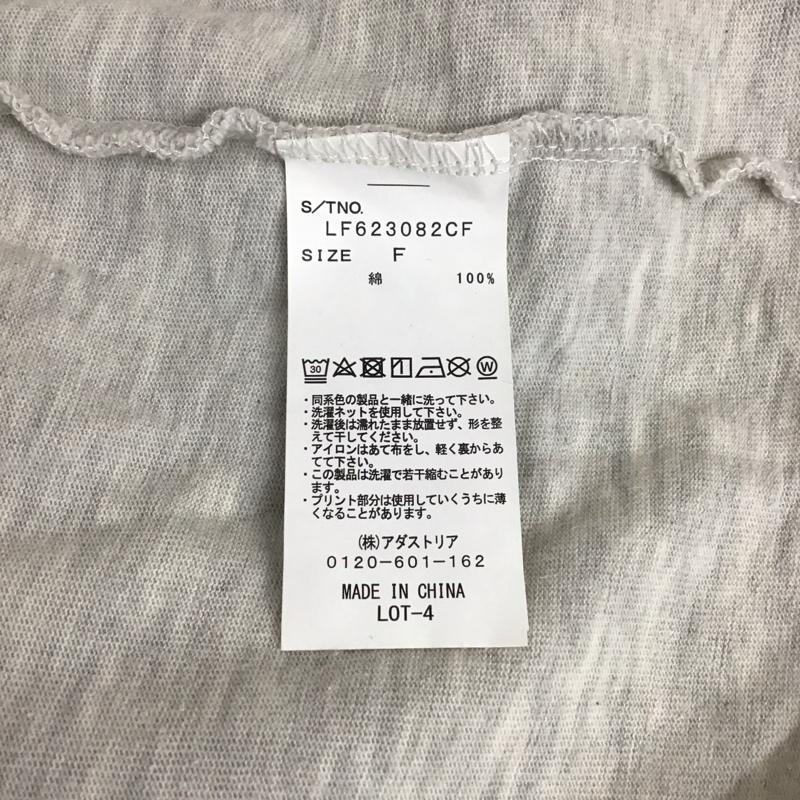 S/TNO.
LF623082CF
SIZE F
綿 100%
30 W
・同系色の製品と一緒に洗って下さい。
・洗濯ネットを使用して下さい。
・洗濯後は濡れたまま放置せず、形を整
えて干してください。
・アイロンはあて布をし、軽く裏からあ
てて下さい。
・この製品は洗濯で若干縮むことがあり
ます。
・プリント部分は使用していくうちに薄
くなることがあります。
(株)アダストリア
0120-601-162
MADE IN CHINA
LOT-4